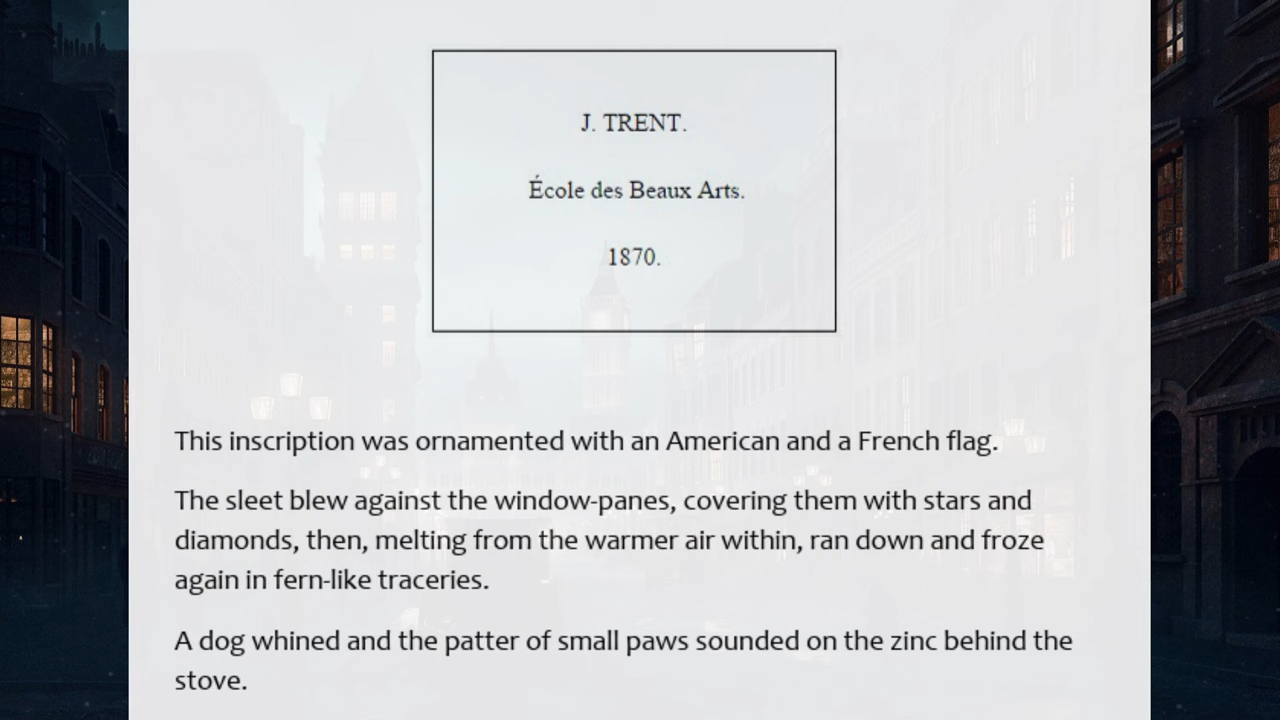 J. TRENT.
École des Beaux Arts.
1870.
This inscription was ornamented with an American and a French flag.
The sleet blew against the window-panes, covering them with stars and
diamonds, then, melting from the warmer air within, ran down and froze
again in fern-like traceries.
A dog whined and the patter of small paws sounded on the zinc behind the
stove.